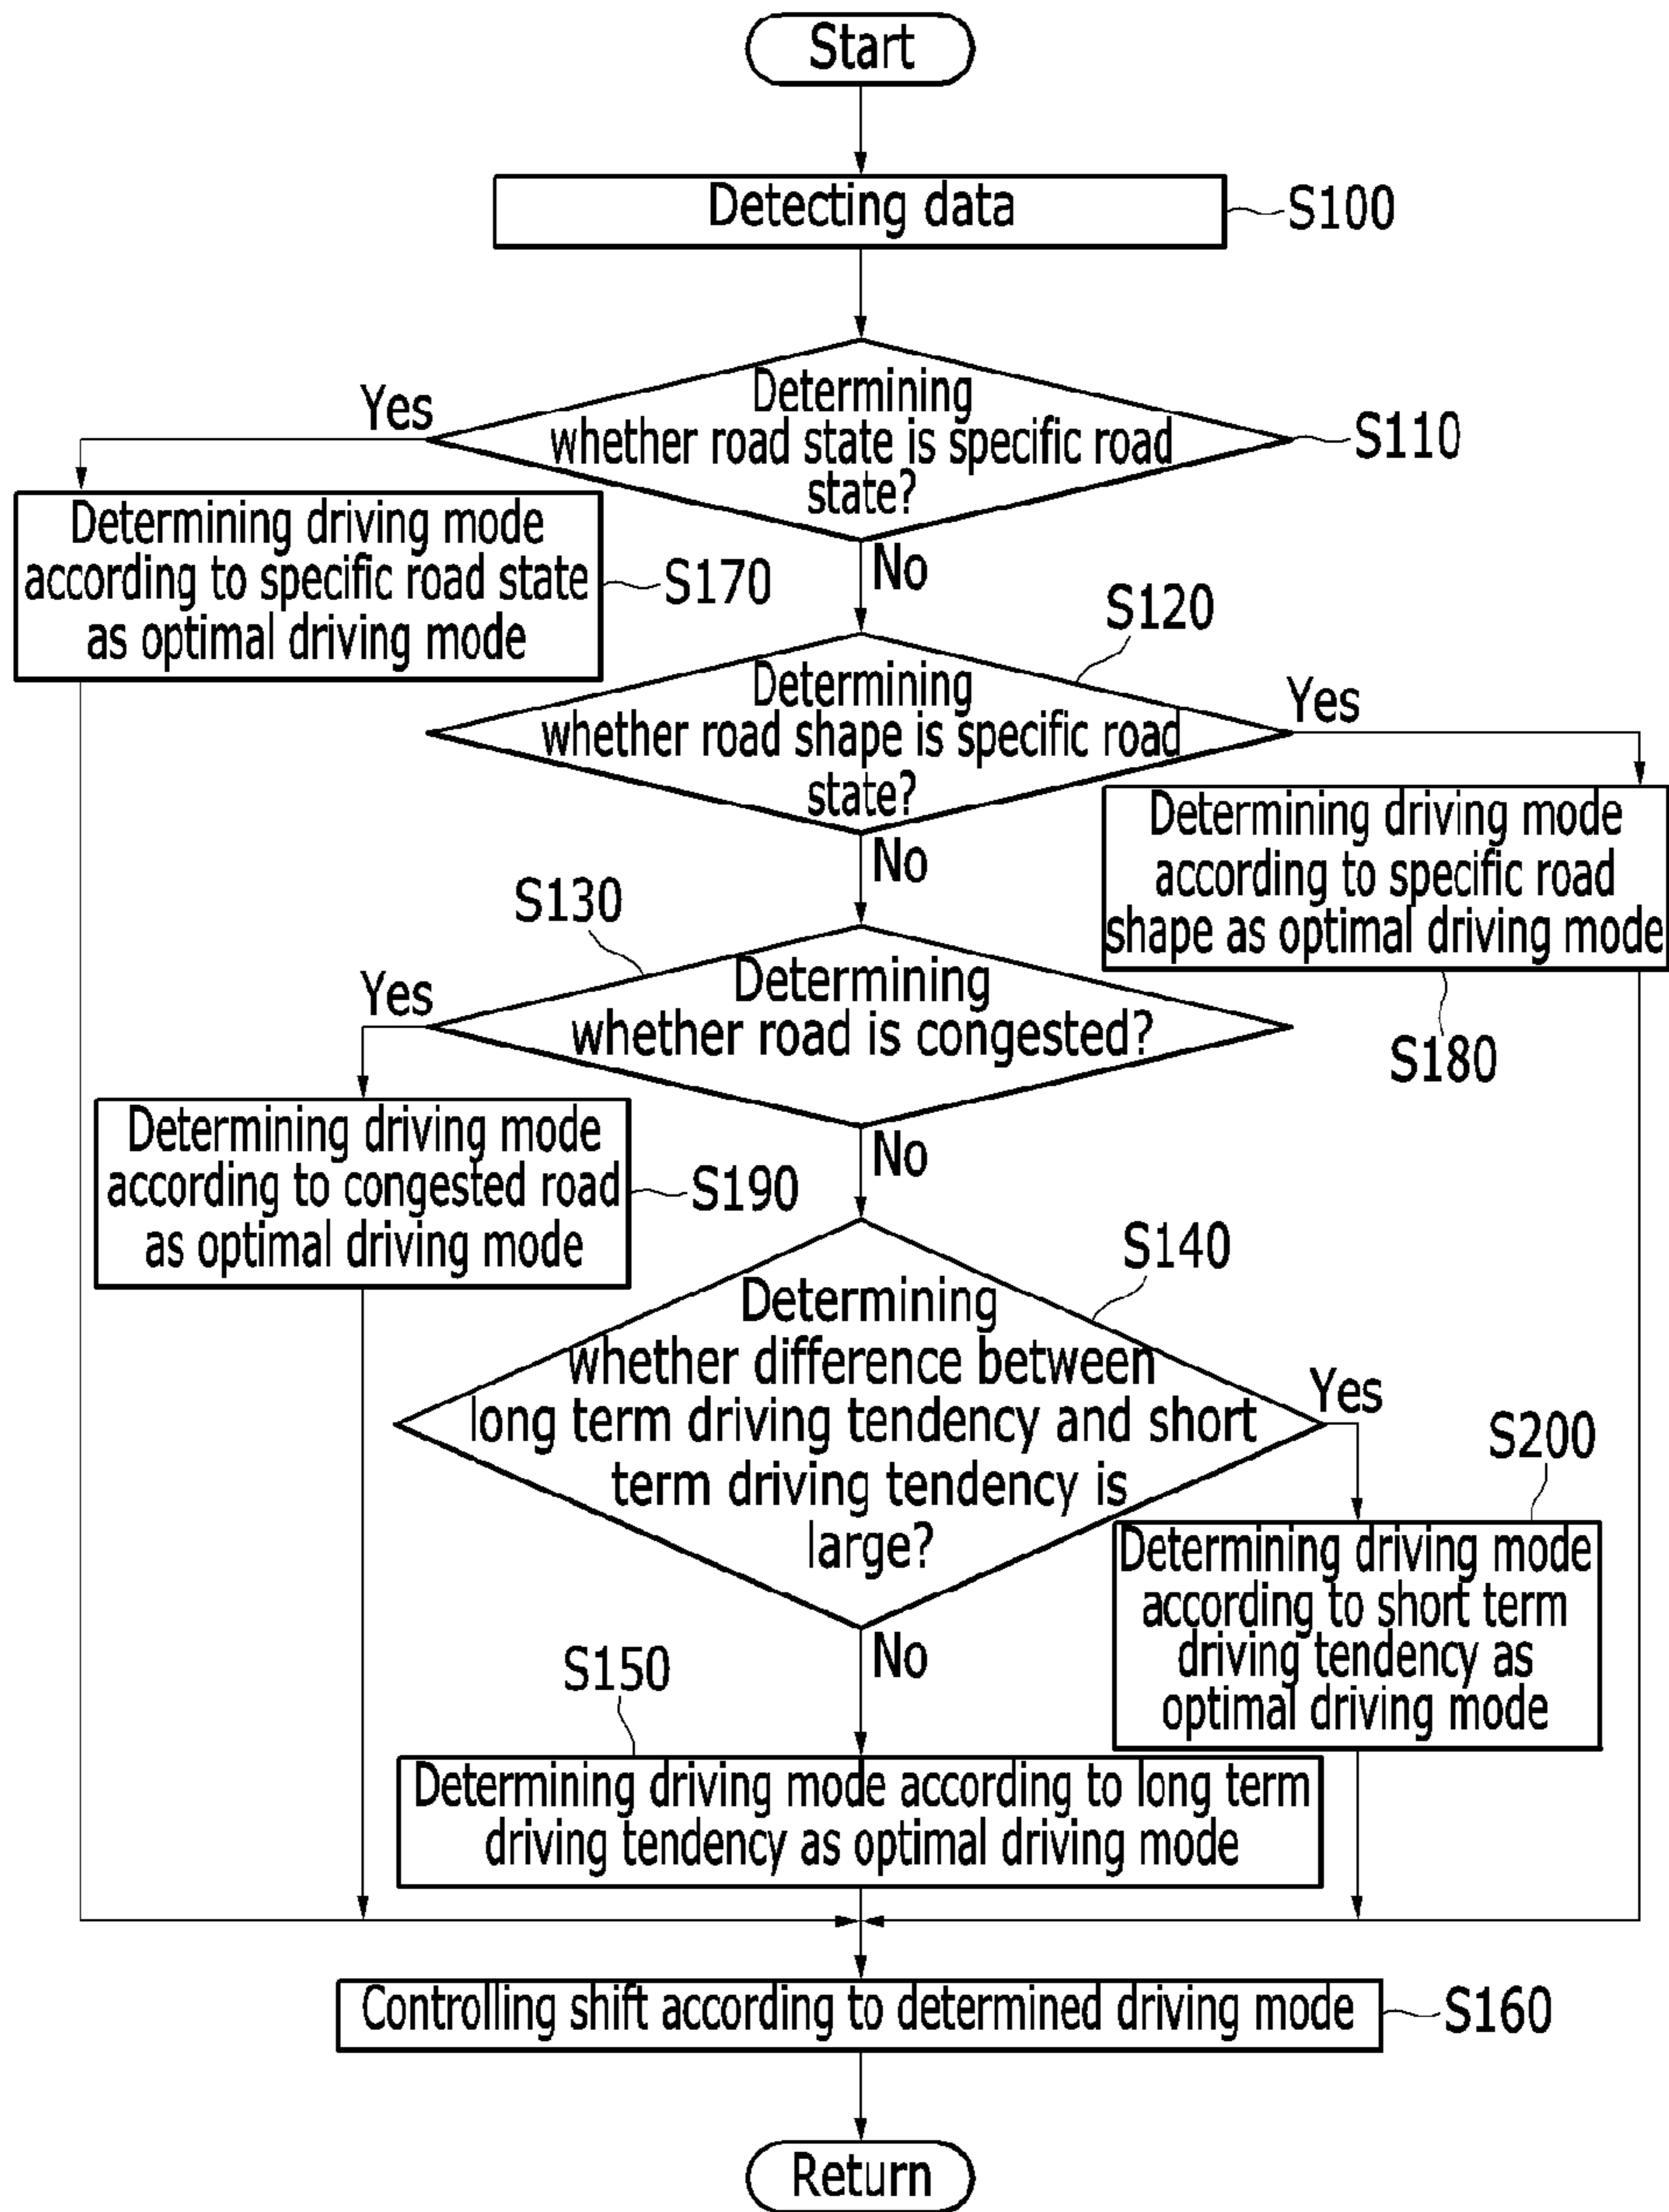 Start
Detecting data
S100
Determining
whether road state is specific road
state?
S110
Yes
No
Determining driving mode
according to specific road state
as optimal driving mode
S170
S120
Determining
whether road shape is specific road
state?
Yes
No
Determining driving mode
according to specific road
shape as optimal driving mode
S180
S130
Determining
whether road is congested?
Yes
No
Determining driving mode
according to congested road
as optimal driving mode
S190
S140
Determining
whether difference between
long term driving tendency and short
term driving tendency is
large?
Yes
No
S200
Determining driving mode
according to short term
driving tendency as
optimal driving mode
S150
Determining driving mode according to long term
driving tendency as optimal driving mode
Controlling shift according to determined driving mode
S160
Return